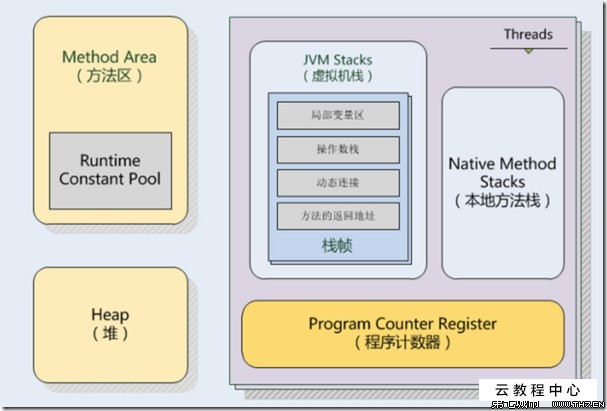 Method Area
（方法区）
Runtime
Constant Pool
Heap
（堆）
Threads
JVM Stacks
（虚拟机栈）
局部变景区
操作数栈
动态连接
方法的返回地址
栈帧
Native Method
Stacks
（本地方法栈）
Program Counter Register
（程序计数器）
云教程中心